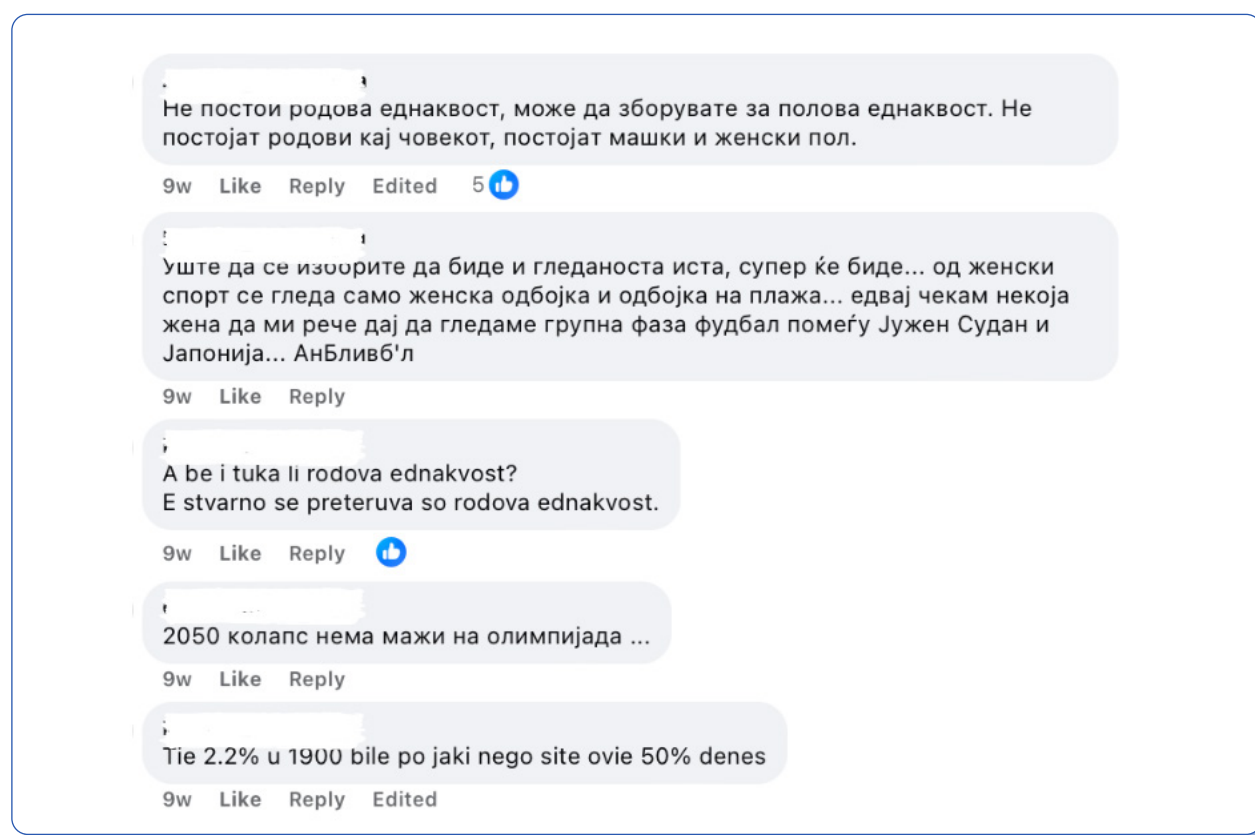 Не постои родова еднаквост, може да зборувате за полова еднаквост. Не
постојат родови кај човекот, постојат машки и женски пол.
9w Like Reply Edited 5
Уште да се изборите да биде и гледаноста иста, супер ќе биде... од женски
спорт се гледа само женска одбојка и одбојка на плажа... едвај чекам некоја
жена да ми рече дај да гледаме групна фаза фудбал помеѓу Јужен Судан и
Јапонија... АнБливб'л
9w Like Reply
A be i tuka li rodova ednakvost?
E stvarno se preteruva so rodova ednakvost.
9w Like Reply
2050 колапс нема мажи на олимпијада ...
9w Like Reply
Tie 2.2% u 1900 bile po jaki nego site ovie 50% denes
9w Like Reply Edited